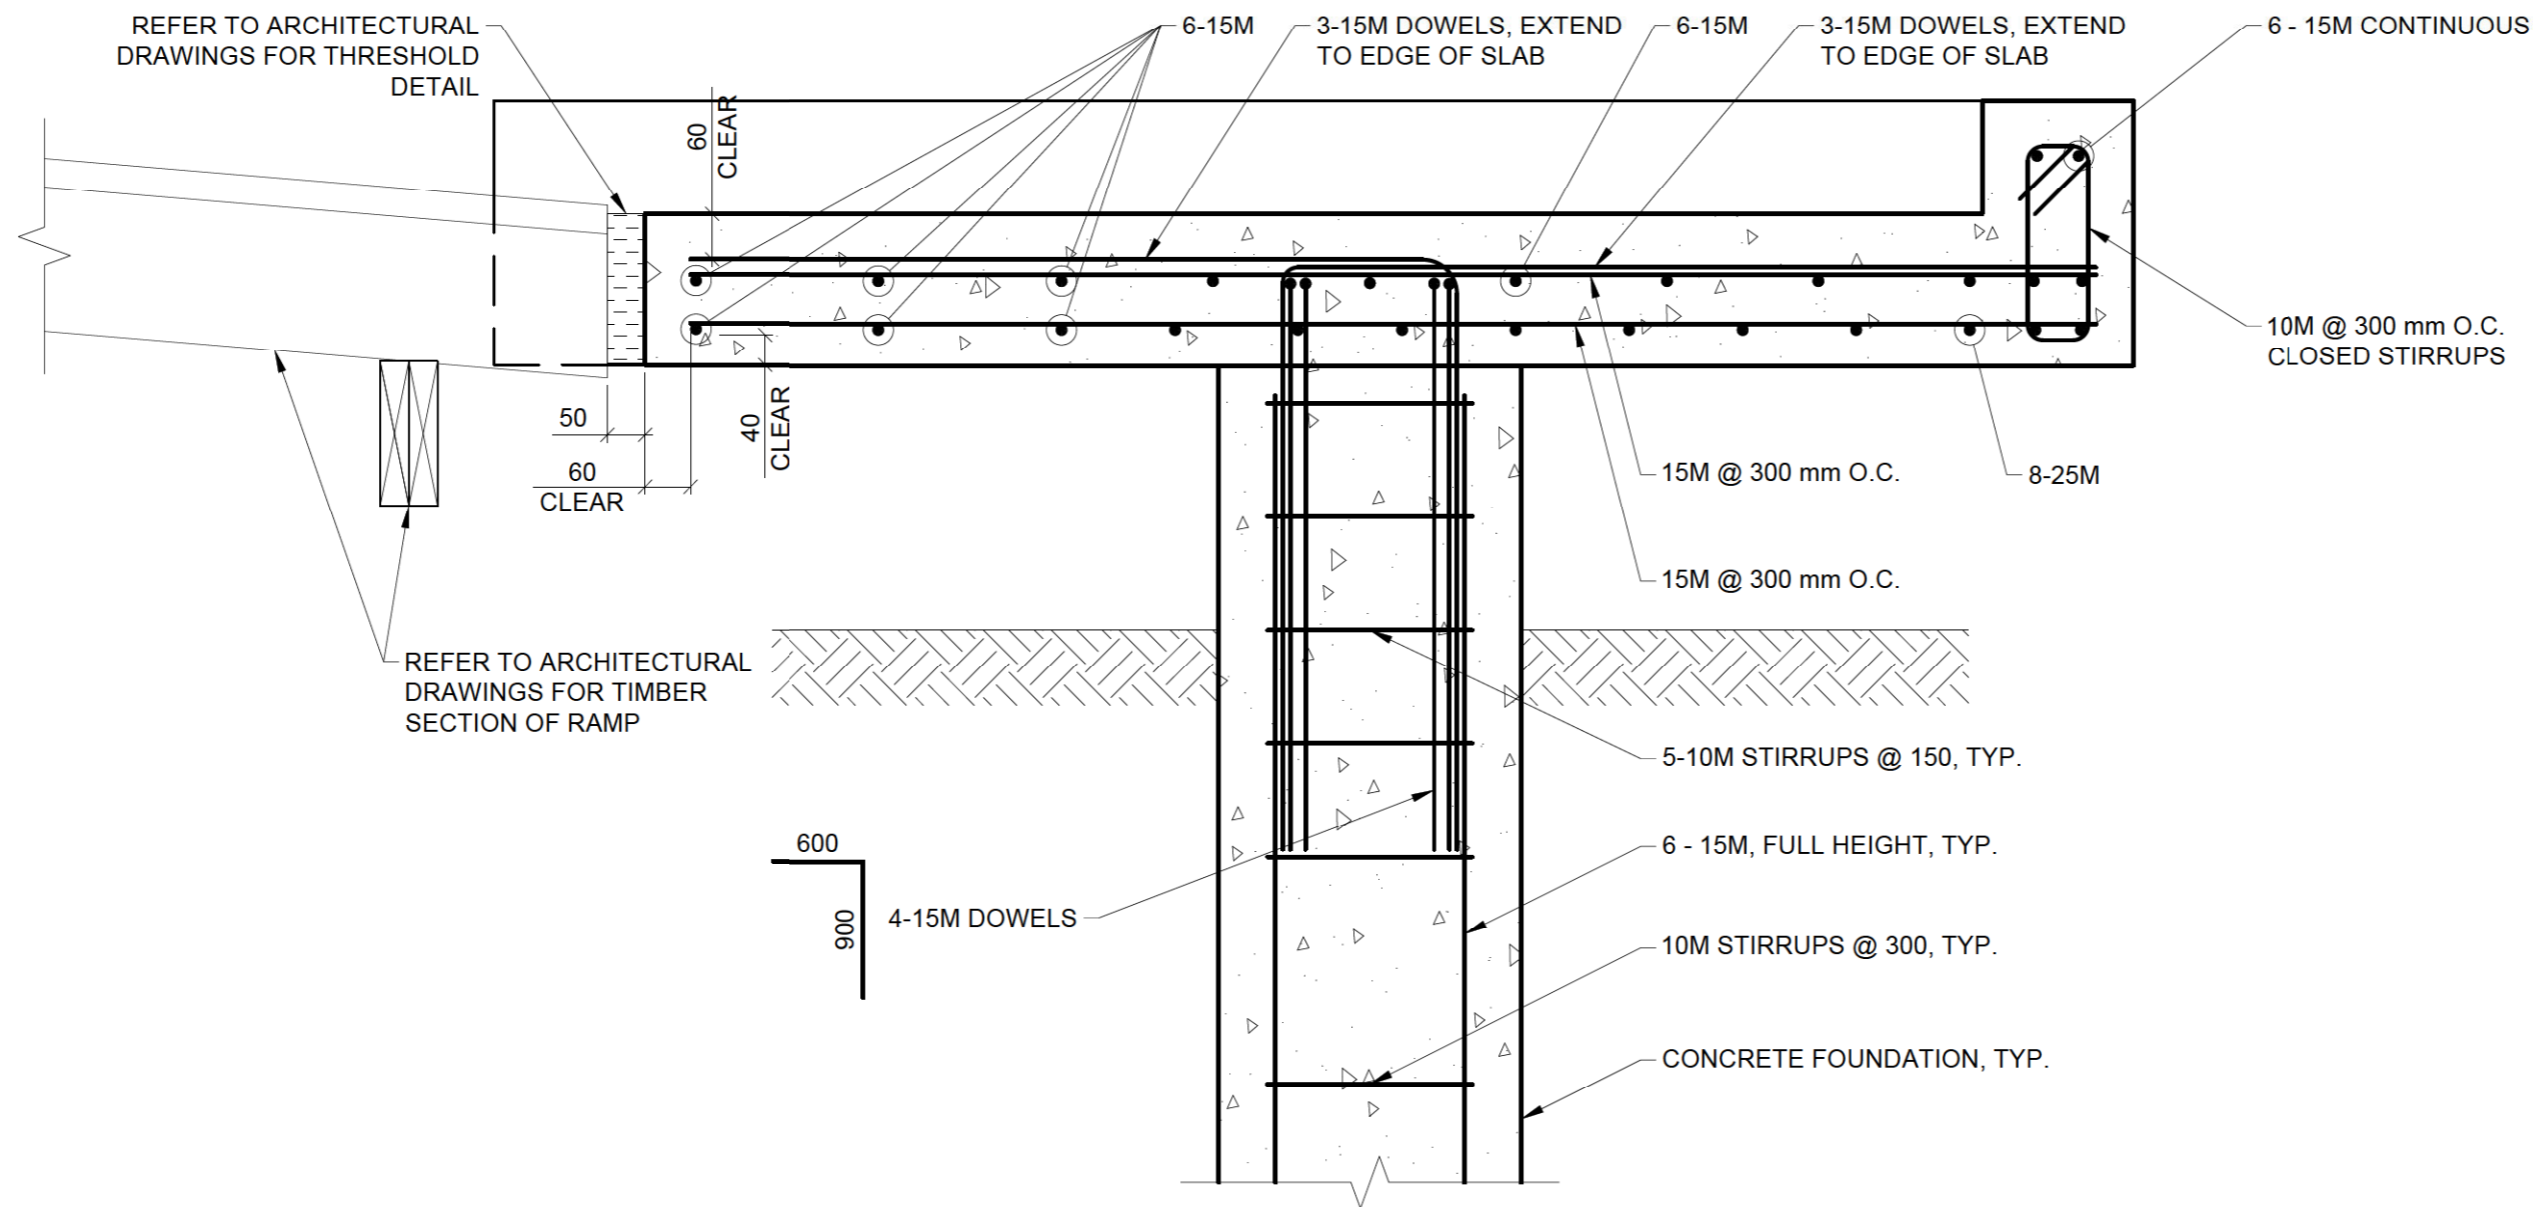 REFER TO ARCHITECTURAL
DRAWINGS FOR THRESHOLD
DETAIL
6-15M
3-15M DOWELS, EXTEND
TO EDGE OF SLAB
6-15M
3-15M DOWELS, EXTEND
TO EDGE OF SLAB
6 - 15M CONTINUOUS
60
CLEAR
10M @ 300 mm O.C.
CLOSED STIRRUPS
50
40
CLEAR
60
CLEAR
15M @ 300 mm O.C.
8-25M
15M @ 300 mm O.C.
REFER TO ARCHITECTURAL
DRAWINGS FOR TIMBER
SECTION OF RAMP
5-10M STIRRUPS @ 150, TYP.
600
900
6 - 15M, FULL HEIGHT, TYP.
4-15M DOWELS
10M STIRRUPS @ 300, TYP.
CONCRETE FOUNDATION, TYP.